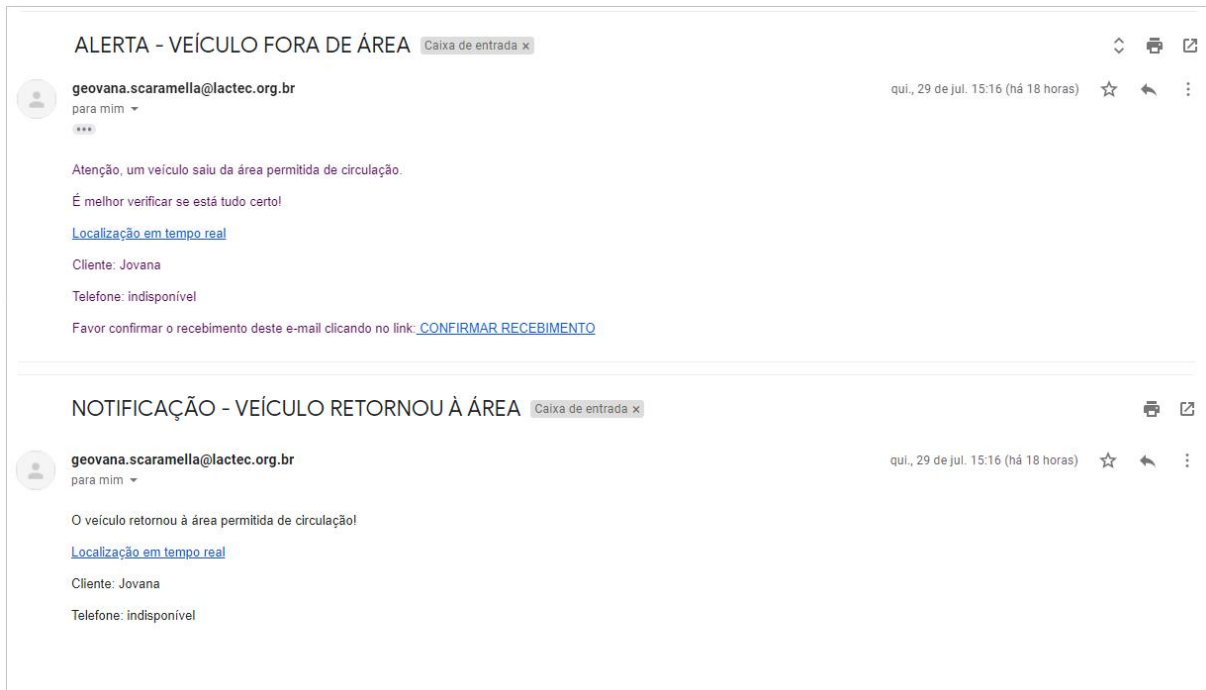 ALERTA - VEÍCULO FORA DE ÁREA Caixa de entrada x
geovana.scaramella@lactec.org.br qui., 29 de jul. 15:16 (há 18 horas)
para mim
Atenção, um veículo saiu da área permitida de circulação.
É melhor verificar se está tudo certo!
Localização em tempo real
Cliente: Jovana
Telefone: indisponível
Favor confirmar o recebimento deste e-mail clicando no link: CONFIRMAR RECEBIMENTO
NOTIFICAÇÃO - VEÍCULO RETORNOU À ÁREA Caixa de entrada x
geovana.scaramella@lactec.org.br qui., 29 de jul. 15:16 (há 18 horas)
para mim
O veículo retornou à área permitida de circulação!
Localização em tempo real
Cliente: Jovana
Telefone: indisponível